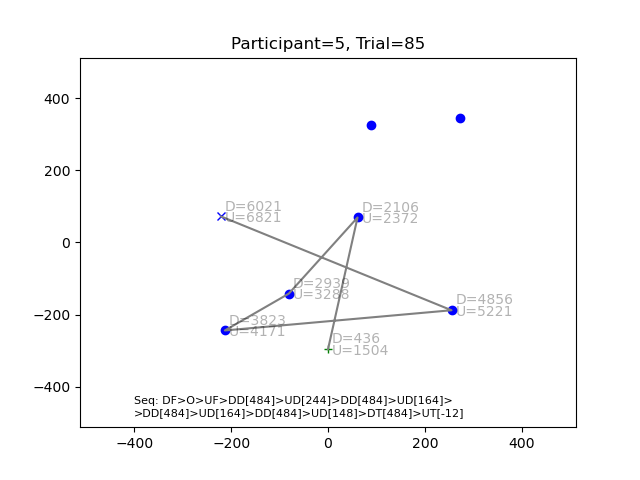 Participant=5, Trial=85
400
200
0
−200
−400
D=6021
U=6821
D=2106
U=2372
D=2939
U=3288
D=3823
U=4171
D=4856
U=5221
D=436
U=1504
Seq: DF>O>UF>DD[484]>UD[244]>DD[484]>UD[164]>
>DD[484]>UD[164]>DD[484]>UD[148]>DT[484]>UT[-12]
−400 −200 0 200 400